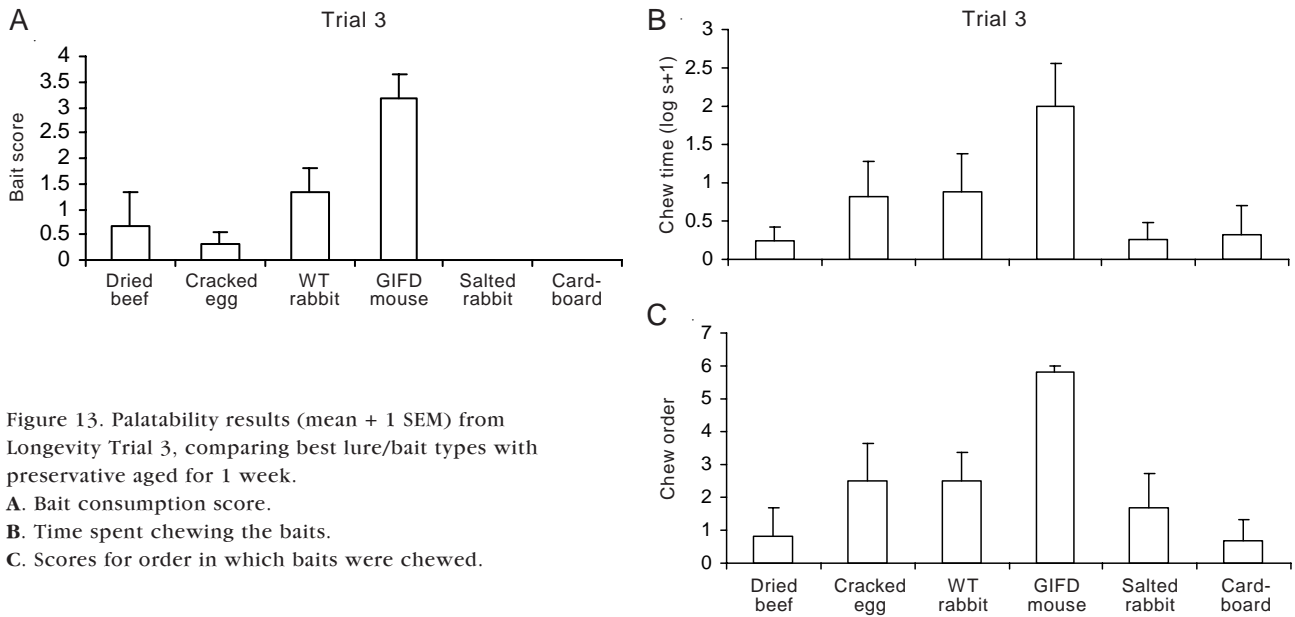 A
Trial 3
Bait score
4
3.5
3
2.5
2
1.5
1
0.5
0
Dried
beef
Cracked
egg
WT
rabbit
GIFD
mouse
Salted
rabbit
Card-
board
B
Trial 3
Chew time (log s+1)
3
2.5
2
1.5
1
0.5
0
C
Chew order
7
6
5
4
3
2
1
0
Dried
beef
Cracked
egg
WT
rabbit
GIFD
mouse
Salted
rabbit
Card-
board
Figure 13. Palatability results (mean + 1 SEM) from
Longevity Trial 3, comparing best lure/bait types with
preservative aged for 1 week.
A. Bait consumption score.
B. Time spent chewing the baits.
C. Scores for order in which baits were chewed.